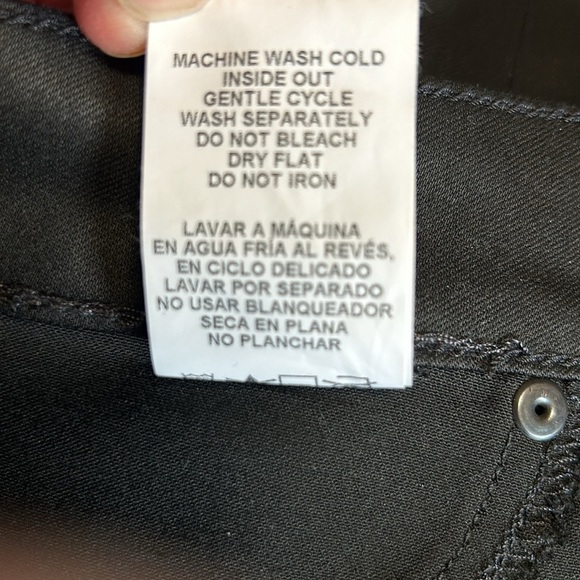 MACHINE WASH COLD
INSIDE OUT
GENTLE CYCLE
WASH SEPARATELY
DO NOT BLEACH
DRY FLAT
DO NOT IRON
LAVAR A MÁQUINA
EN AGUA FRÍA AL REVÉS,
EN CICLO DELICADO
LAVAR POR SEPARADO
NO USAR BLANQUEADOR
SECA EN PLANA
NO PLANCHAR